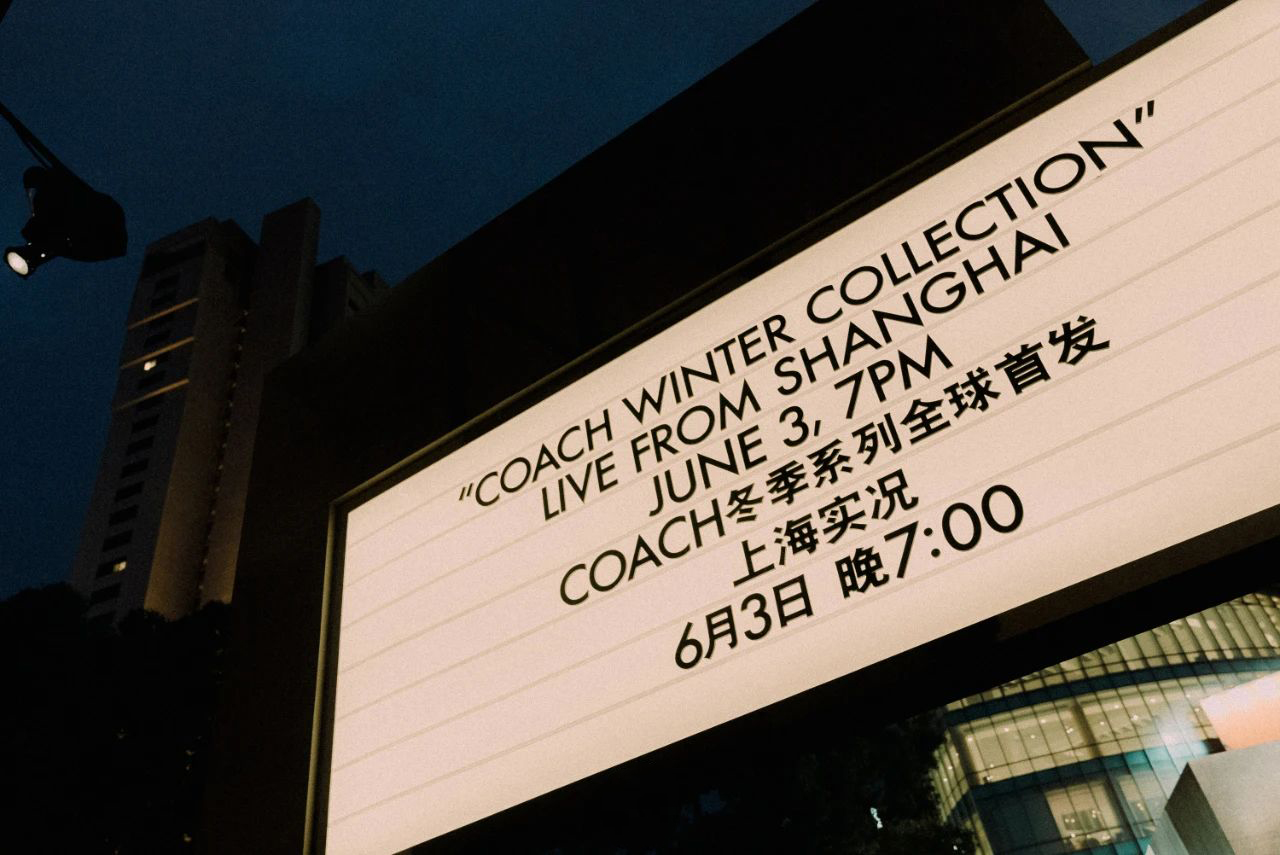 "COACH WINTER COLLECTION"
LIVE FROM SHANGHAI
JUNE 3, 7PM
COACH冬季系列全球首发
上海实况
6月3日 晚7:00